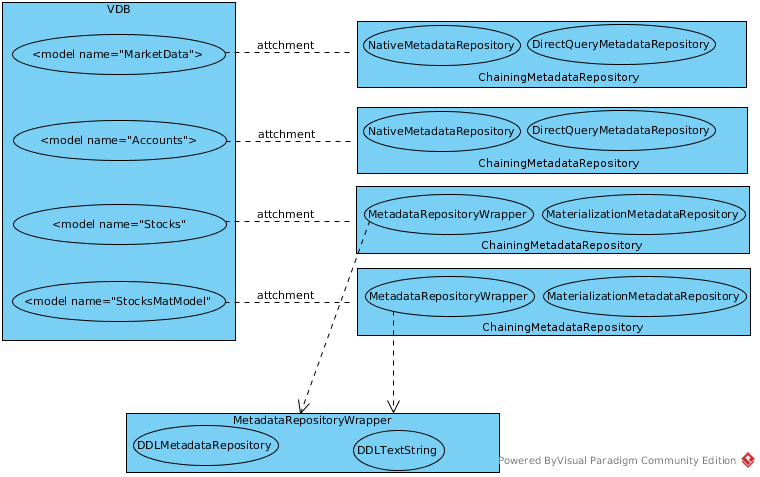 VDB
<model name="MarketData">
attchment
NativeMetadataRepository
DirectQueryMetadataRepository
ChainingMetadataRepository
<model name="Accounts">
attchment
NativeMetadataRepository
DirectQueryMetadataRepository
ChainingMetadataRepository
<model name="Stocks"
attchment
MetadataRepositoryWrapper
MaterializationMetadataRepository
ChainingMetadataRepository
<model name="StocksMatModel"
attchment
MetadataRepositoryWrapper
MaterializationMetadataRepository
ChainingMetadataRepository
MetadataRepositoryWrapper
DDLMetadataRepository
DDLTextString
Powered ByVisual Paradigm Community Edition